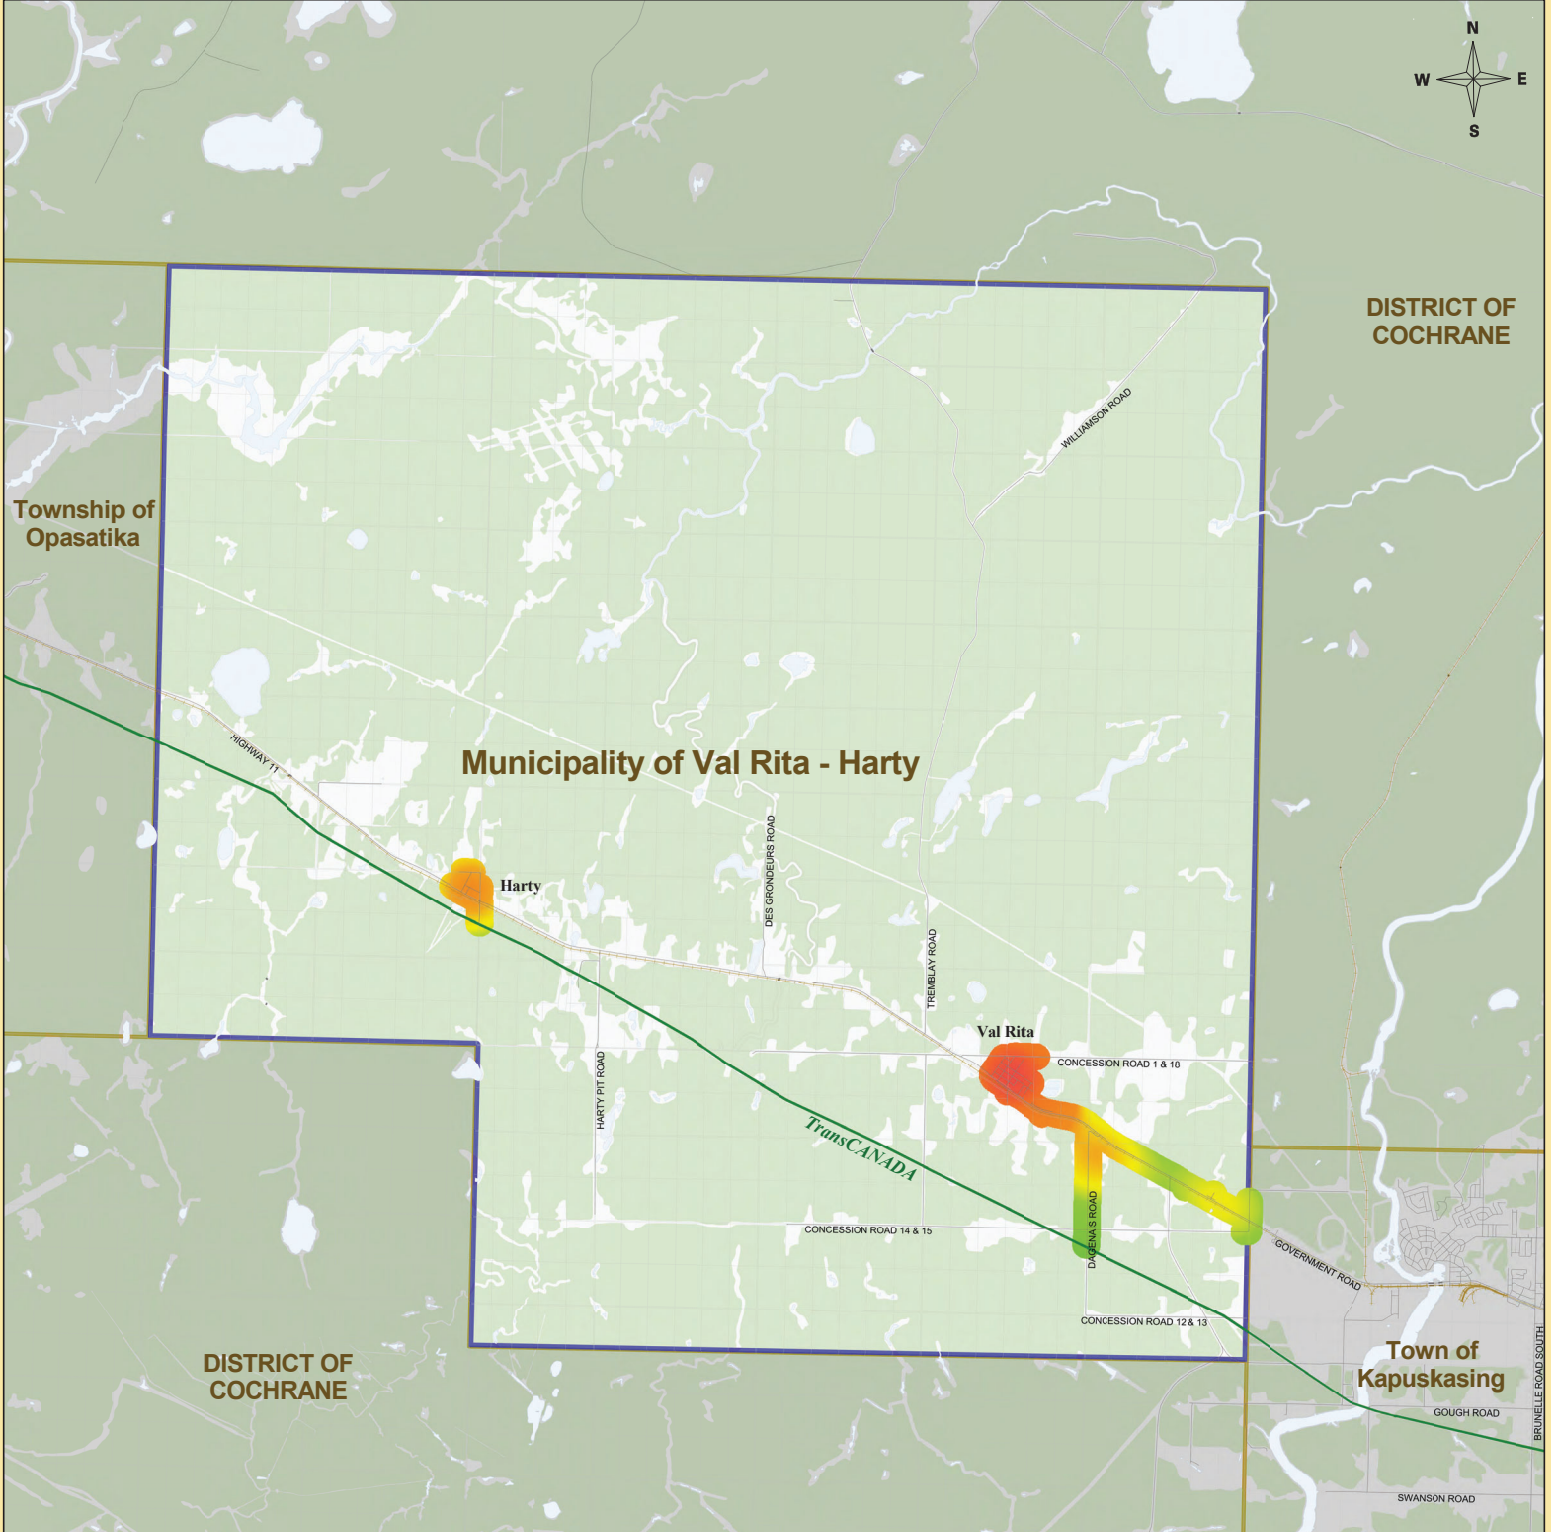 N
W
E
S
DISTRICT OF
COCHRANE
WILLIAMSON ROAD
Township of
Opasatika
HIGHWAY 11
Municipality of Val Rita - Harty
DES GRONDEURS ROAD
Harty
TREMBLAY ROAD
Val Rita
CONCESSION ROAD 1 & 10
HARTY PIT ROAD
TransCANADA
DAGENAIS ROAD
CONCESSION ROAD 14 & 15
GOVERNMENT ROAD
CONCESSION ROAD 12 & 13
DISTRICT OF
COCHRANE
Town of
Kapuskasing
BRUNELLE ROAD SOUTH
GOUGH ROAD
SWANSON ROAD